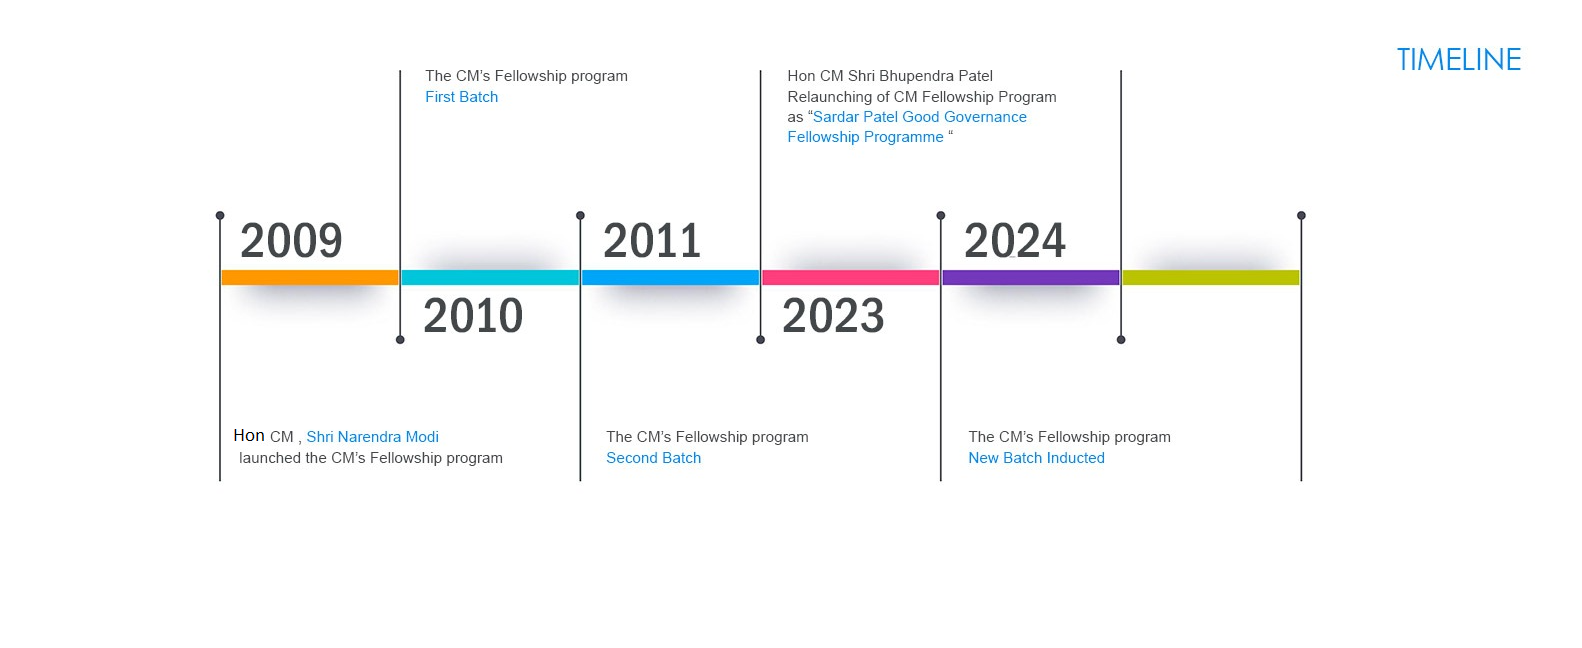 TIMELINE
The CM's Fellowship program
First Batch
Hon CM Shri Bhupendra Patel
Relaunching of CM Fellowship Program
as “Sardar Patel Good Governance
Fellowship Programme “
2009
2011
2024
2010
2023
Hon CM , Shri Narendra Modi
launched the CM's Fellowship program
The CM's Fellowship program
Second Batch
The CM's Fellowship program
New Batch Inducted